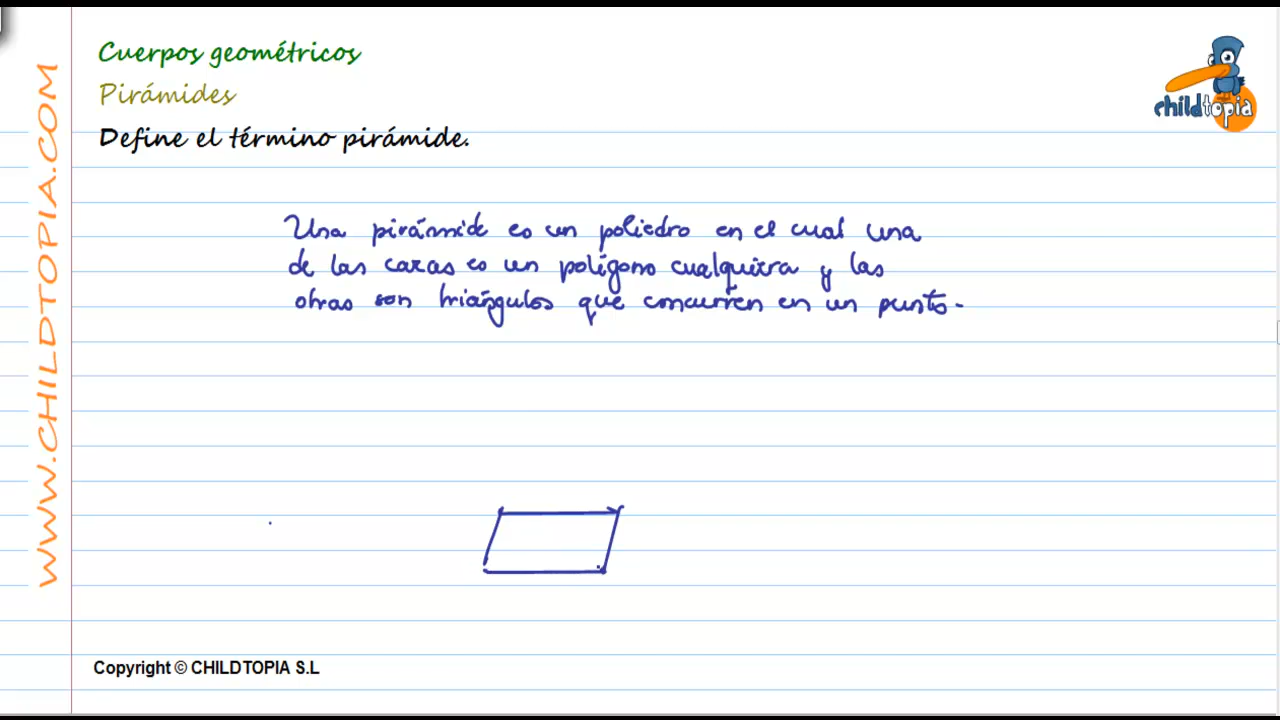 Cuerpos geométricos
Pirámides
Define el término pirámide.
childtopia
WWW.CHILDTOPIA.COM
Una pirámide es un poliedro en el cual una
de las caras es un polígono cualquiera y las
otras son triángulos que concurren en un punto.
Copyright © CHILDTOPIA S.L